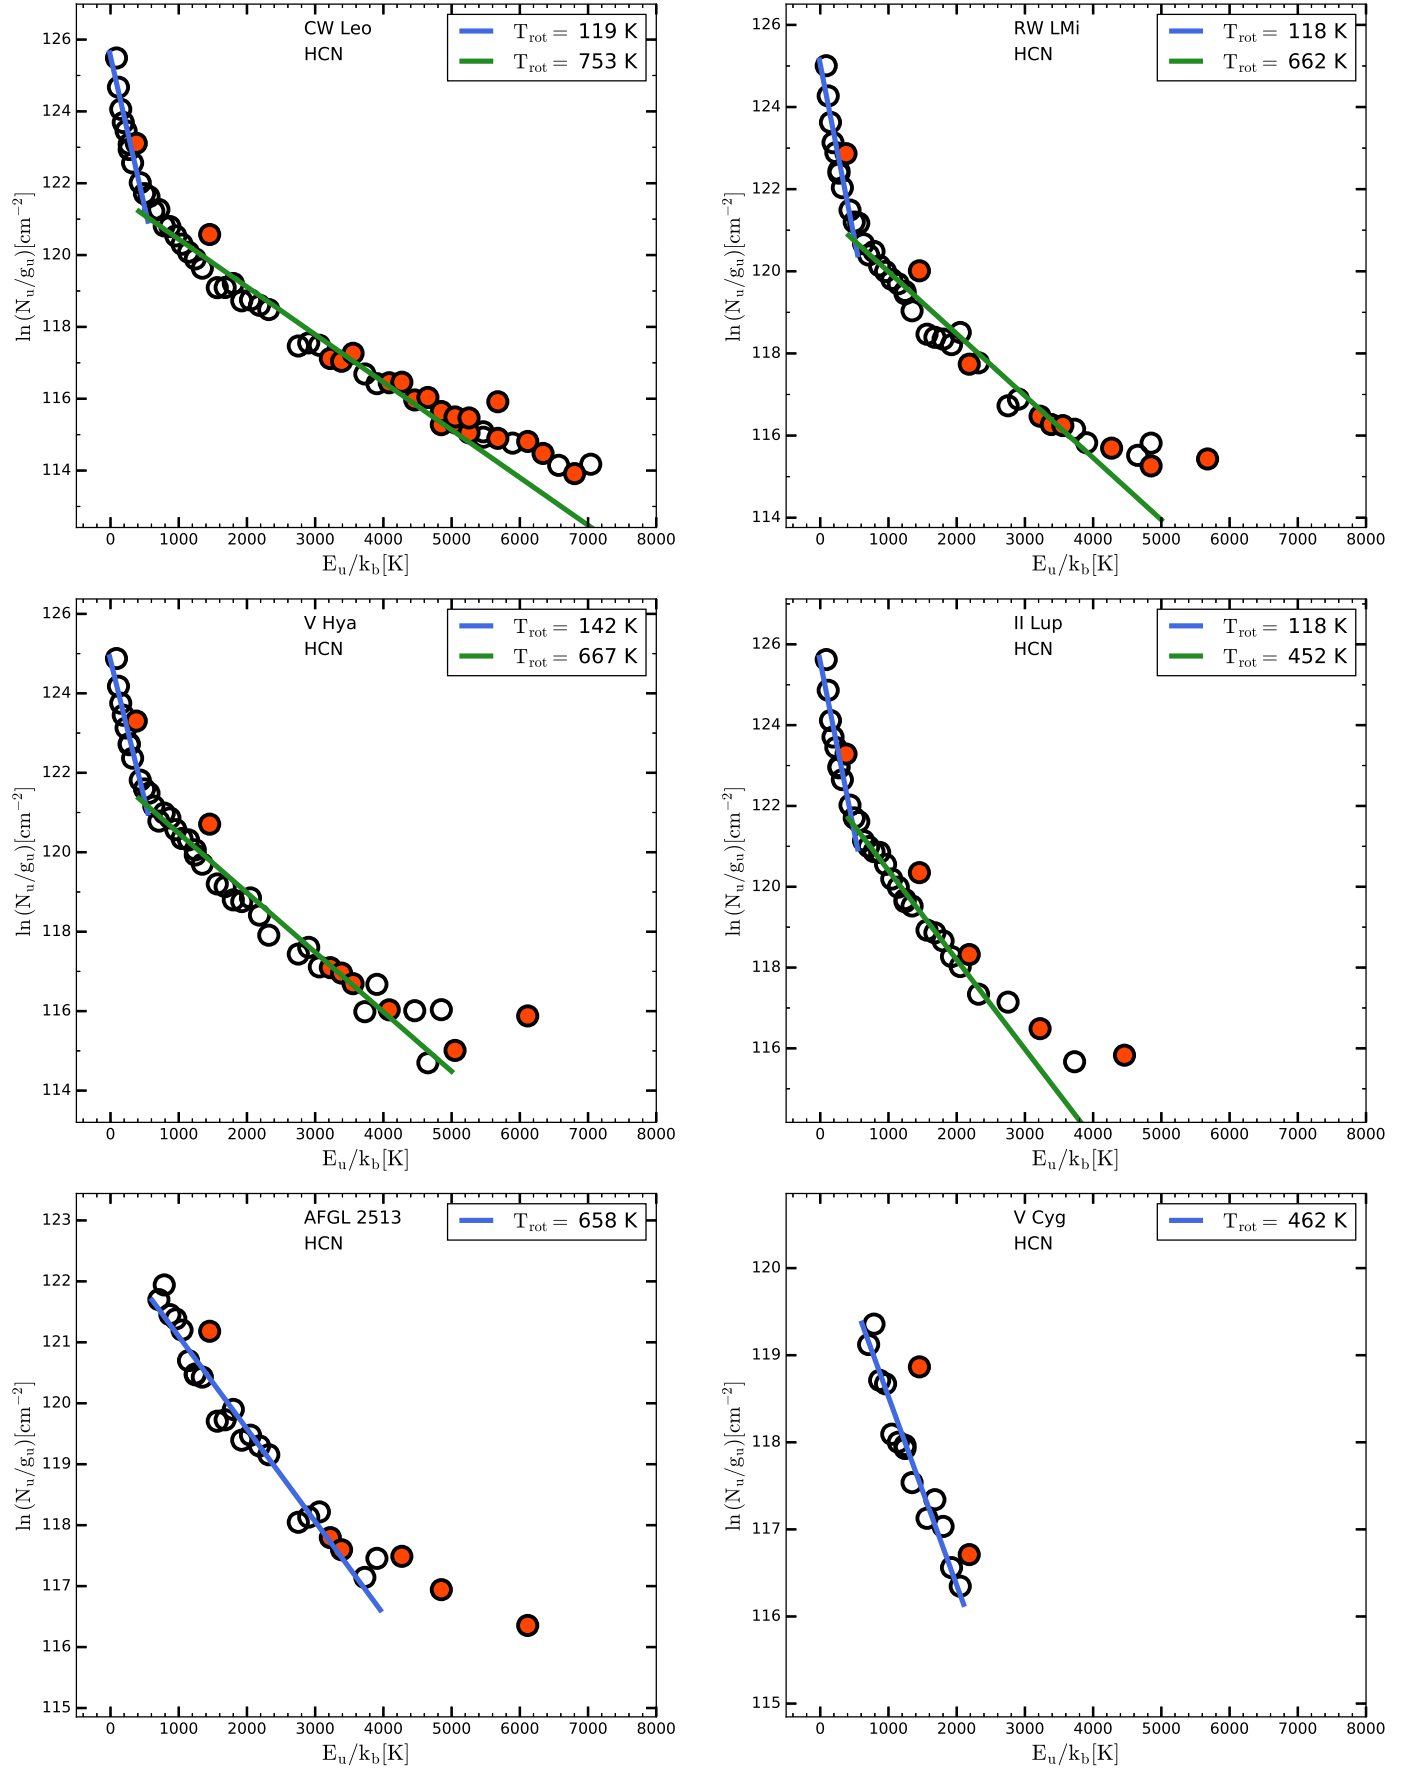 CW Leo
HCN
T_rot = 119 K
T_rot = 753 K
126
124
122
120
118
116
114
ln (N_u/g_u)[cm^−2]
0 1000 2000 3000 4000 5000 6000 7000 8000
E_u/k_b[K]
RW LMi
HCN
T_rot = 118 K
T_rot = 662 K
126
124
122
120
118
116
114
ln (N_u/g_u)[cm^−2]
0 1000 2000 3000 4000 5000 6000 7000 8000
E_u/k_b[K]
V Hya
HCN
T_rot = 142 K
T_rot = 667 K
126
124
122
120
118
116
114
ln (N_u/g_u)[cm^−2]
0 1000 2000 3000 4000 5000 6000 7000 8000
E_u/k_b[K]
II Lup
HCN
T_rot = 118 K
T_rot = 452 K
126
124
122
120
118
116
ln (N_u/g_u)[cm^−2]
0 1000 2000 3000 4000 5000 6000 7000 8000
E_u/k_b[K]
AFGL 2513
HCN
T_rot = 658 K
123
122
121
120
119
118
117
116
115
ln (N_u/g_u)[cm^−2]
0 1000 2000 3000 4000 5000 6000 7000 8000
E_u/k_b[K]
V Cyg
HCN
T_rot = 462 K
120
119
118
117
116
115
ln (N_u/g_u)[cm^−2]
0 1000 2000 3000 4000 5000 6000 7000 8000
E_u/k_b[K]